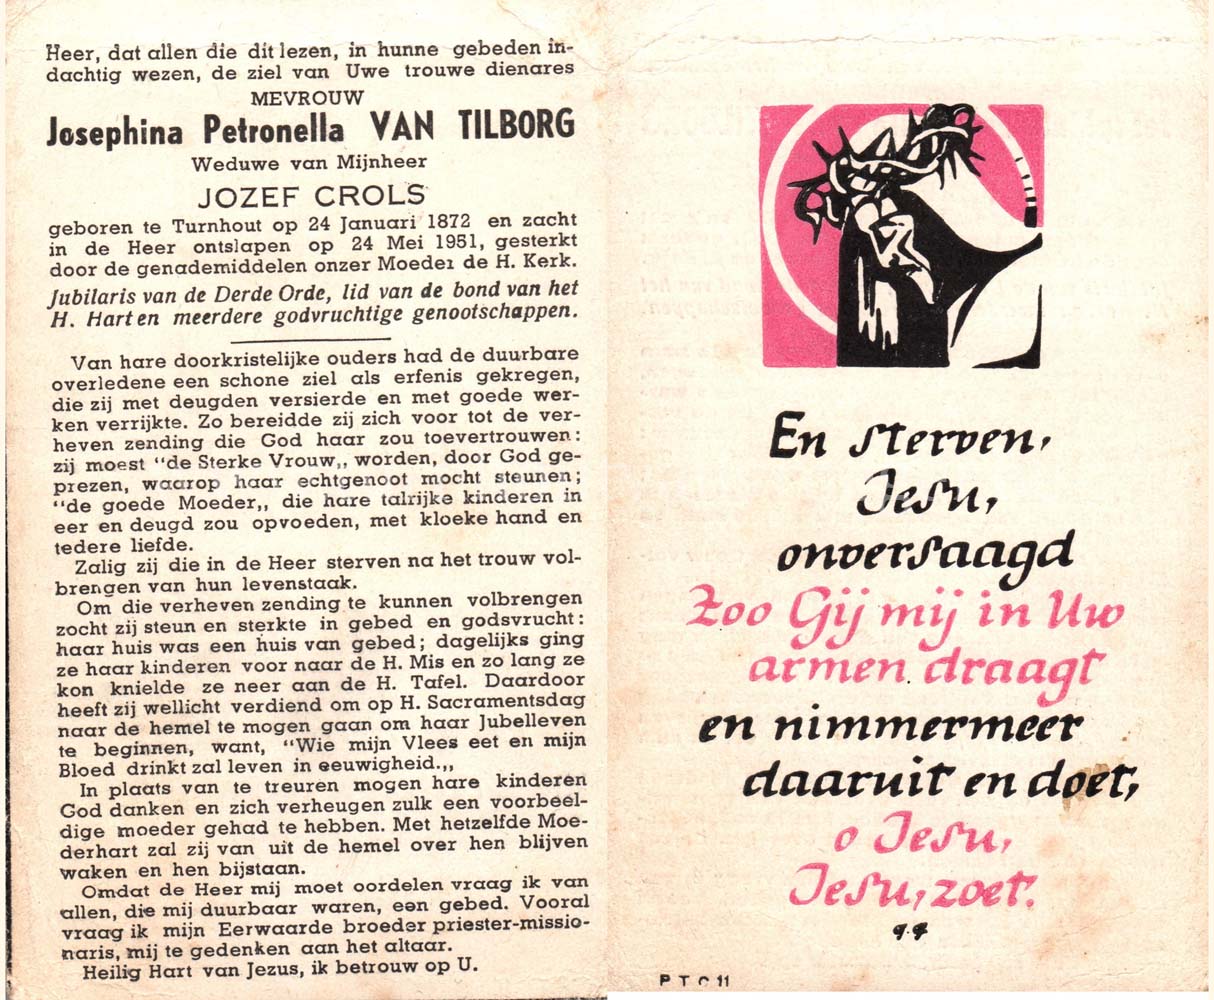 Heer, dat allen die dit lezen, in hunne gebeden in-
dachtig wezen, de ziel van Uwe trouwe dienares
MEVROUW
Josephina Petronella VAN TILBORG
Weduwe van Mijnheer
JOZEF CROLS
geboren te Turnhout op 24 Januari 1872 en zacht
in de Heer ontslapen op 24 Mei 1951, gesterkt
door de genademiddelen onzer Moeder de H. Kerk.
Jubilaris van de Derde Orde, lid van de bond van het
H. Hart en meerdere godvruchtige genootschappen.
Van hare doorkristelijke ouders had de duurbare
overledene een schone ziel als erfenis gekregen,
die zij met deugden versierde en met goede wer-
ken verrijkte. Zo bereidde zij zich voor tot de ver-
heven zending die God haar zou toevertrouwen:
zij moest “de Sterke Vrouw„ worden, door God ge-
prezen, waarop haar echtgenoot mocht steunen;
“de goede Moeder„ die hare talrijke kinderen in
eer en deugd zou opvoeden, met kloeke hand en
tedere liefde.
Zalig zij die in de Heer sterven na het trouw vol-
brengen van hun levenstaak.
Om die verheven zending te kunnen volbrengen
zocht zij steun en sterkte in gebed en godsvrucht:
haar huis was een huis van gebed; dagelijks ging
ze haar kinderen voor naar de H. Mis en zo lang ze
kon knielde ze neer aan de H. Tafel. Daardoor
heeft zij wellicht verdiend om op H. Sacramentsdag
naar de hemel te mogen gaan om haar Jubelleven
te beginnen, want, “Wie mijn Vlees eet en mijn
Bloed drinkt zal leven in eeuwigheid.„
In plaats van te treuren mogen hare kinderen
God danken en zich verheugen zulk een voorbeel-
dige moeder gehad te hebben. Met hetzelfde Moe-
derhart zal zij van uit de hemel over hen blijven
waken en hen bijstaan.
Omdat de Heer mij moet oordelen vraag ik van
allen, die mij duurbaar waren, een gebed. Vooral
vraag ik mijn Eerwaarde broeder priester-missio-
naris, mij te gedenken aan het altaar.
Heilig Hart van Jezus, ik betrouw op U.
En sterven,
Jesu,
onversaagd
Zoo Gij mij in Uw
armen draagt
en nimmermeer
daaruit en doet,
o Jesu,
Jesu, zoet.
g.g
P T C 11